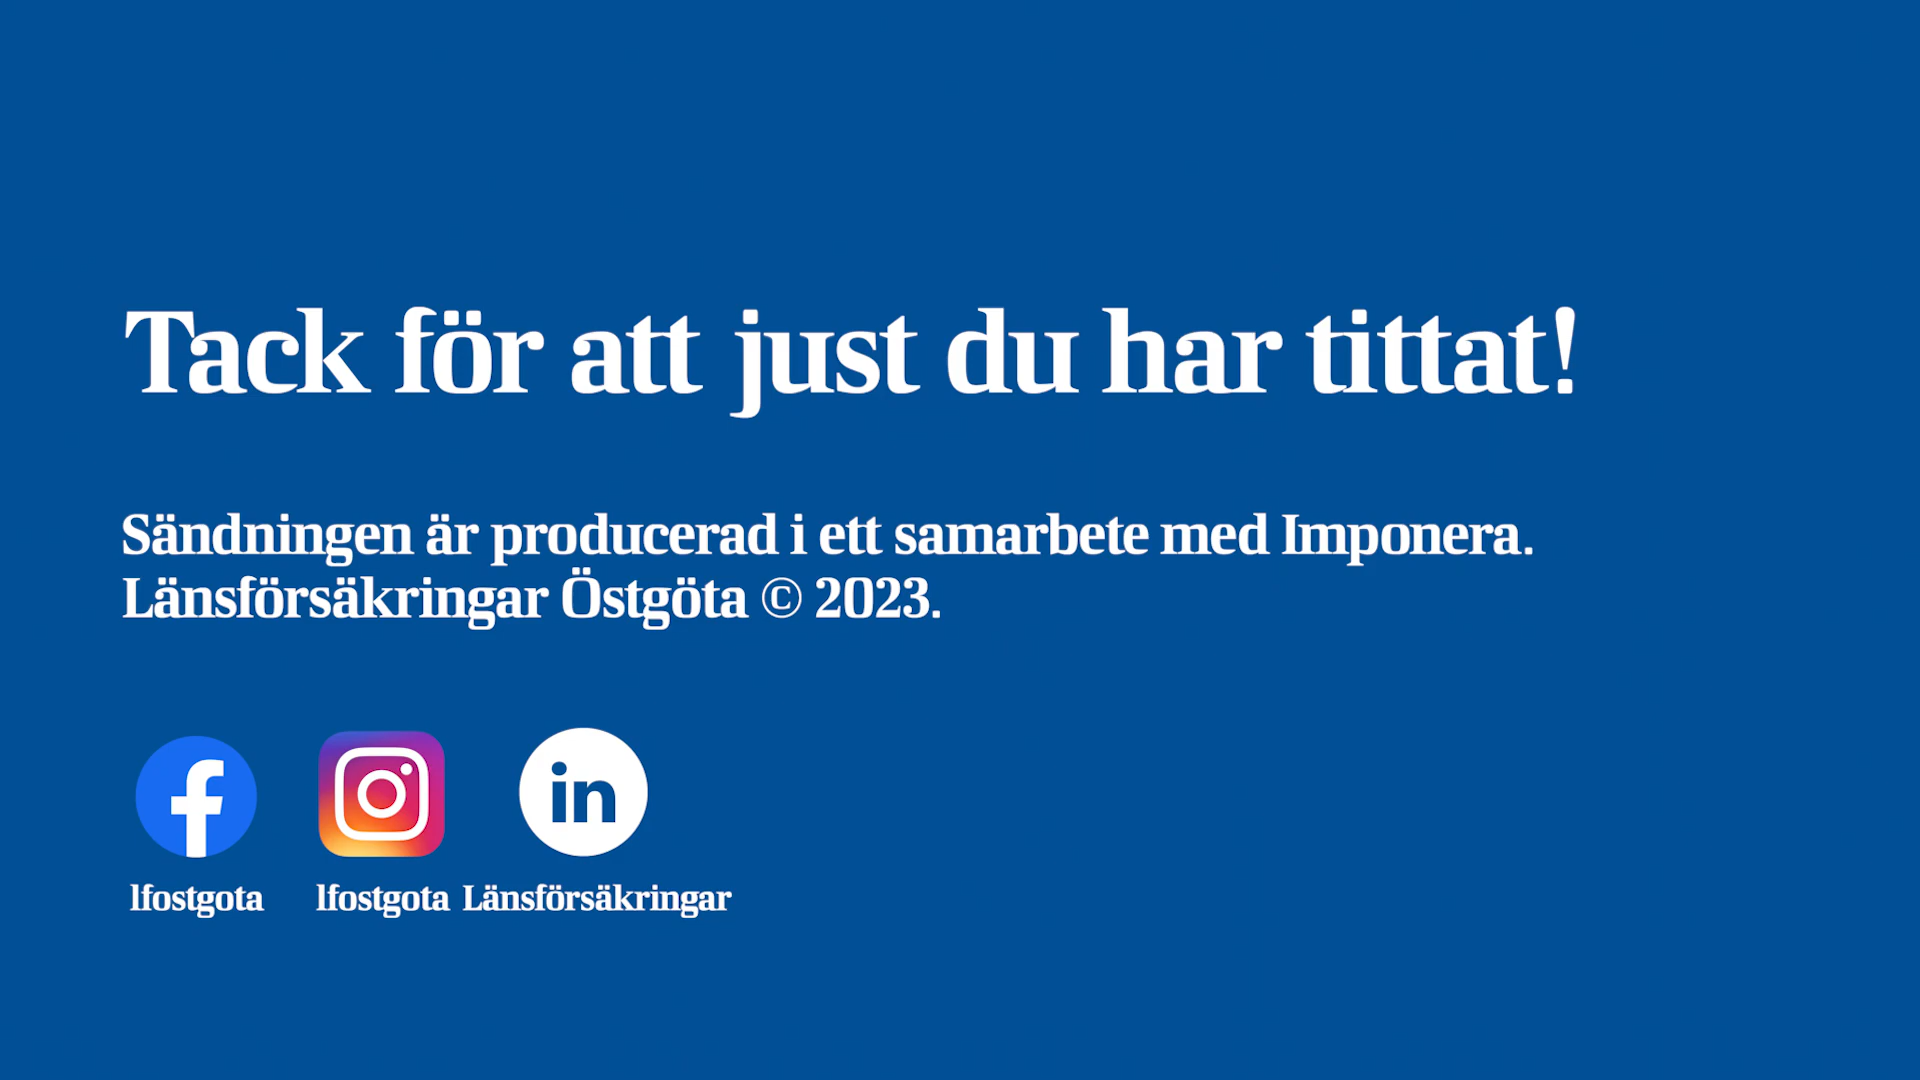 Tack för att just du har tittat!
Sändningen är producerad i ett samarbete med Imponera.
Länsförsäkringar Östgöta © 2023.
in
lfostgota lfostgota Länsförsäkringar